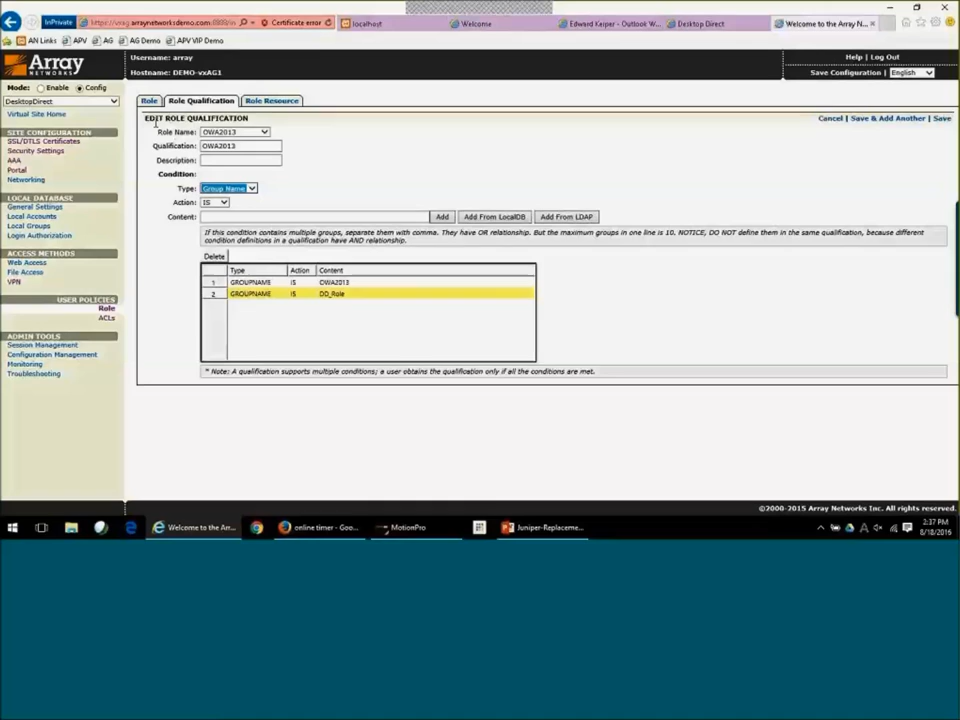 InPrivate
Certificate error
localhost
Welcome
Edward Kerper - Outlook W...
Desktop Direct
Welcome to the Array N...
AN Links APV AG AG Demo APV VIP Demo
Array
NETWORKS
Username: array
Hostname: DEMO-vxAG1
Help | Log Out
Save Configuration | English
Mode: Enable Config
DesktopDirect
Virtual Site Home
SITE CONFIGURATION
SSL/DTLS Certificates
Security Settings
AAA
Portal
Networking
LOCAL DATABASE
General Settings
Local Accounts
Local Groups
Login Authorization
ACCESS METHODS
Web Access
File Access
VPN
USER POLICIES
Role
ACLs
ADMIN TOOLS
Session Management
Configuration Management
Monitoring
Troubleshooting
Role Role Qualification Role Resource
EDIT ROLE QUALIFICATION
Cancel | Save & Add Another | Save
Role Name: OWA2013
Qualification: OWA2013
Description:
Condition:
Type: Group Name
Action: IS
Content: Add Add From LocalDB Add From LDAP
If this condition contains multiple groups, separate them with comma. They have OR relationship. But the maximum groups in one line is 10. NOTICE, DO NOT define them in the same qualification, because different
condition definitions in a qualification have AND relationship.
Delete
Type Action Content
1 GROUPNAME IS OWA2013
2 GROUPNAME IS DD_Role
* Note: A qualification supports multiple conditions; a user obtains the qualification only if all the conditions are met.
©2000-2015 Array Networks Inc. All rights reserved.
Welcome to the Arr...
online timer - Goo...
MotionPro
Juniper-Replaceme...
2:37 PM
8/18/2016